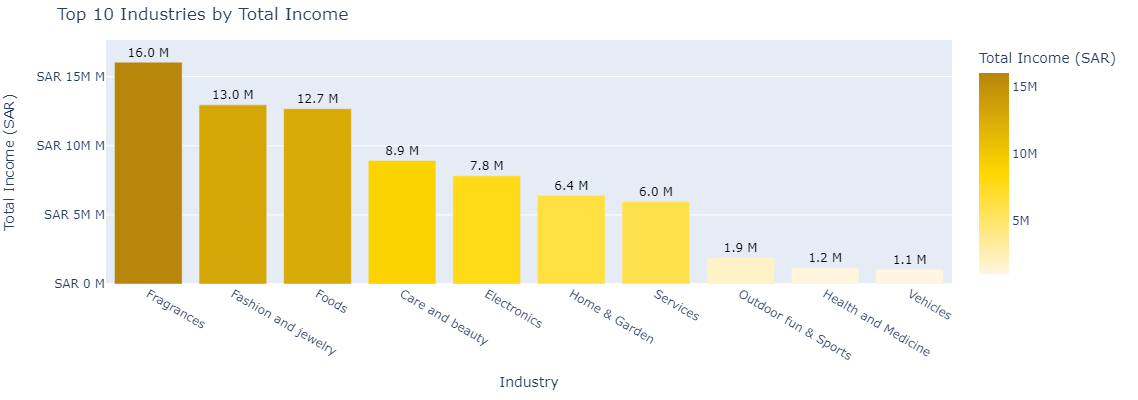 Top 10 Industries by Total Income
Total Income (SAR)
SAR 15M M
SAR 10M M
SAR 5M M
SAR 0 M
16.0 M
13.0 M
12.7 M
8.9 M
7.8 M
6.4 M
6.0 M
1.9 M
1.2 M
1.1 M
Fragrances
Fashion and jewelry
Foods
Care and beauty
Electronics
Home & Garden
Services
Outdoor fun & Sports
Health and Medicine
Vehicles
Industry
Total Income (SAR)
15M
10M
5M